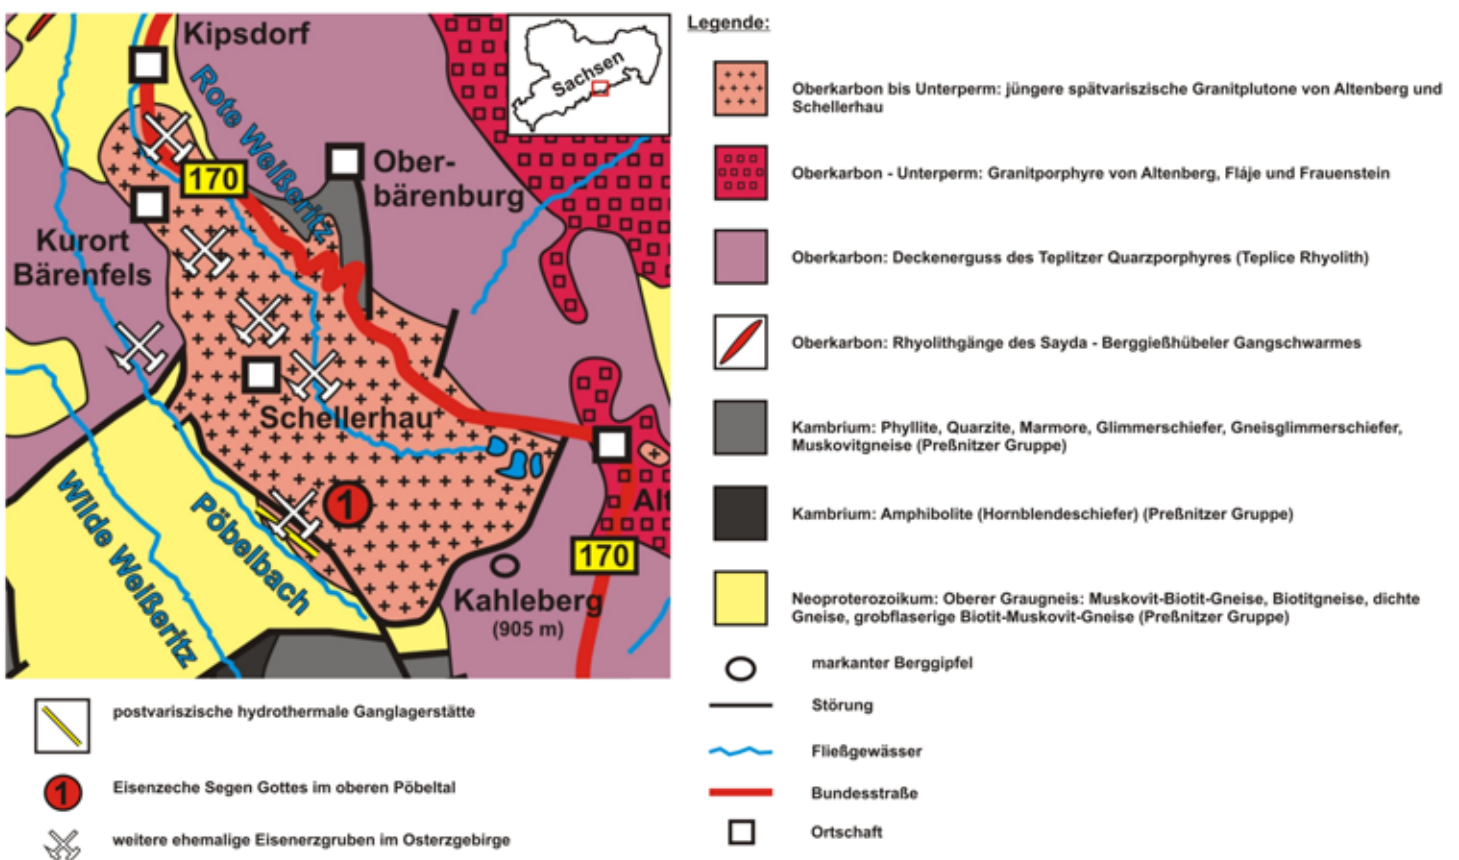 Kipsdorf
Rote Weißeritz
Sachsen
170
Ober-
bärenburg
Kurort
Bärenfels
Schellerhau
1
Alt
Wilde Weißeritz
Pöbelbach
170
Kahleberg
(905 m)
postvariszische hydrothermale Ganglagerstätte
1
Eisenzeche Segen Gottes im oberen Pöbeltal
weitere ehemalige Eisenerzgruben im Osterzgebirge
Legende:
Oberkarbon bis Unterperm: jüngere spätvariszische Granitplutone von Altenberg und
Schellerhau
Oberkarbon - Unterperm: Granitporphyre von Altenberg, Fláje und Frauenstein
Oberkarbon: Deckenerguss des Teplitzer Quarzporphyres (Teplice Rhyolith)
Oberkarbon: Rhyolithgänge des Sayda - Berggießhübeler Gangschwarmes
Kambrium: Phyllite, Quarzite, Marmore, Glimmerschiefer, Gneisglimmerschiefer,
Muskovitgneise (Preßnitzer Gruppe)
Kambrium: Amphibolite (Hornblendeschiefer) (Preßnitzer Gruppe)
Neoproterozoikum: Oberer Graugneis: Muskovit-Biotit-Gneise, Biotitgneise, dichte
Gneise, grobflaserige Biotit-Muskovit-Gneise (Preßnitzer Gruppe)
markanter Berggipfel
Störung
Fließgewässer
Bundesstraße
Ortschaft